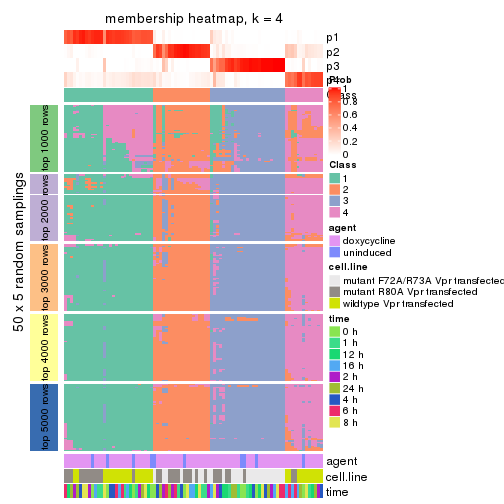 membership heatmap, k = 4
p1
p2
p3
p4
Prob
1
0.8
0.6
0.4
0.2
0
Class
Class
1
2
3
4
agent
doxycycline
uninduced
cell.line
mutant F72A/R73A Vpr transfected
mutant R80A Vpr transfected
wildtype Vpr transfected
time
0 h
1 h
12 h
16 h
2 h
24 h
4 h
6 h
8 h
50 x 5 random samplings
top 1000 rows
top 2000 rows
top 3000 rows
top 4000 rows
top 5000 rows
agent
cell.line
time